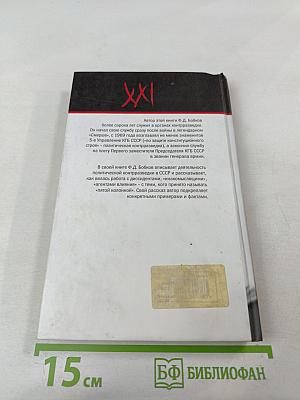 XXI
Автор этой книги Ф.Д. Бобков
более сорока лет служил в органах контрразведки.
Он начал свою службу сразу после войны в легендарном
«Смерше», с 1969 года возглавлял не менее знаменитое
5-е Управление КГБ СССР («по защите конституционного
строя» - политическая контрразведка), а закончил службу
на посту Первого заместителя Председателя КГБ СССР
в звании генерала армии.
В своей книге Ф.Д. Бобков описывает деятельность
политической контрразведки в СССР и рассказывает,
как велась работа с диссидентами, «инакомыслящими»,
«агентами влияния» - с теми, кого принято называть
«пятой колонной». Свой рассказ автор подкрепляет
конкретными примерами и фактами.
15 см
БФ БИБЛИОФАН